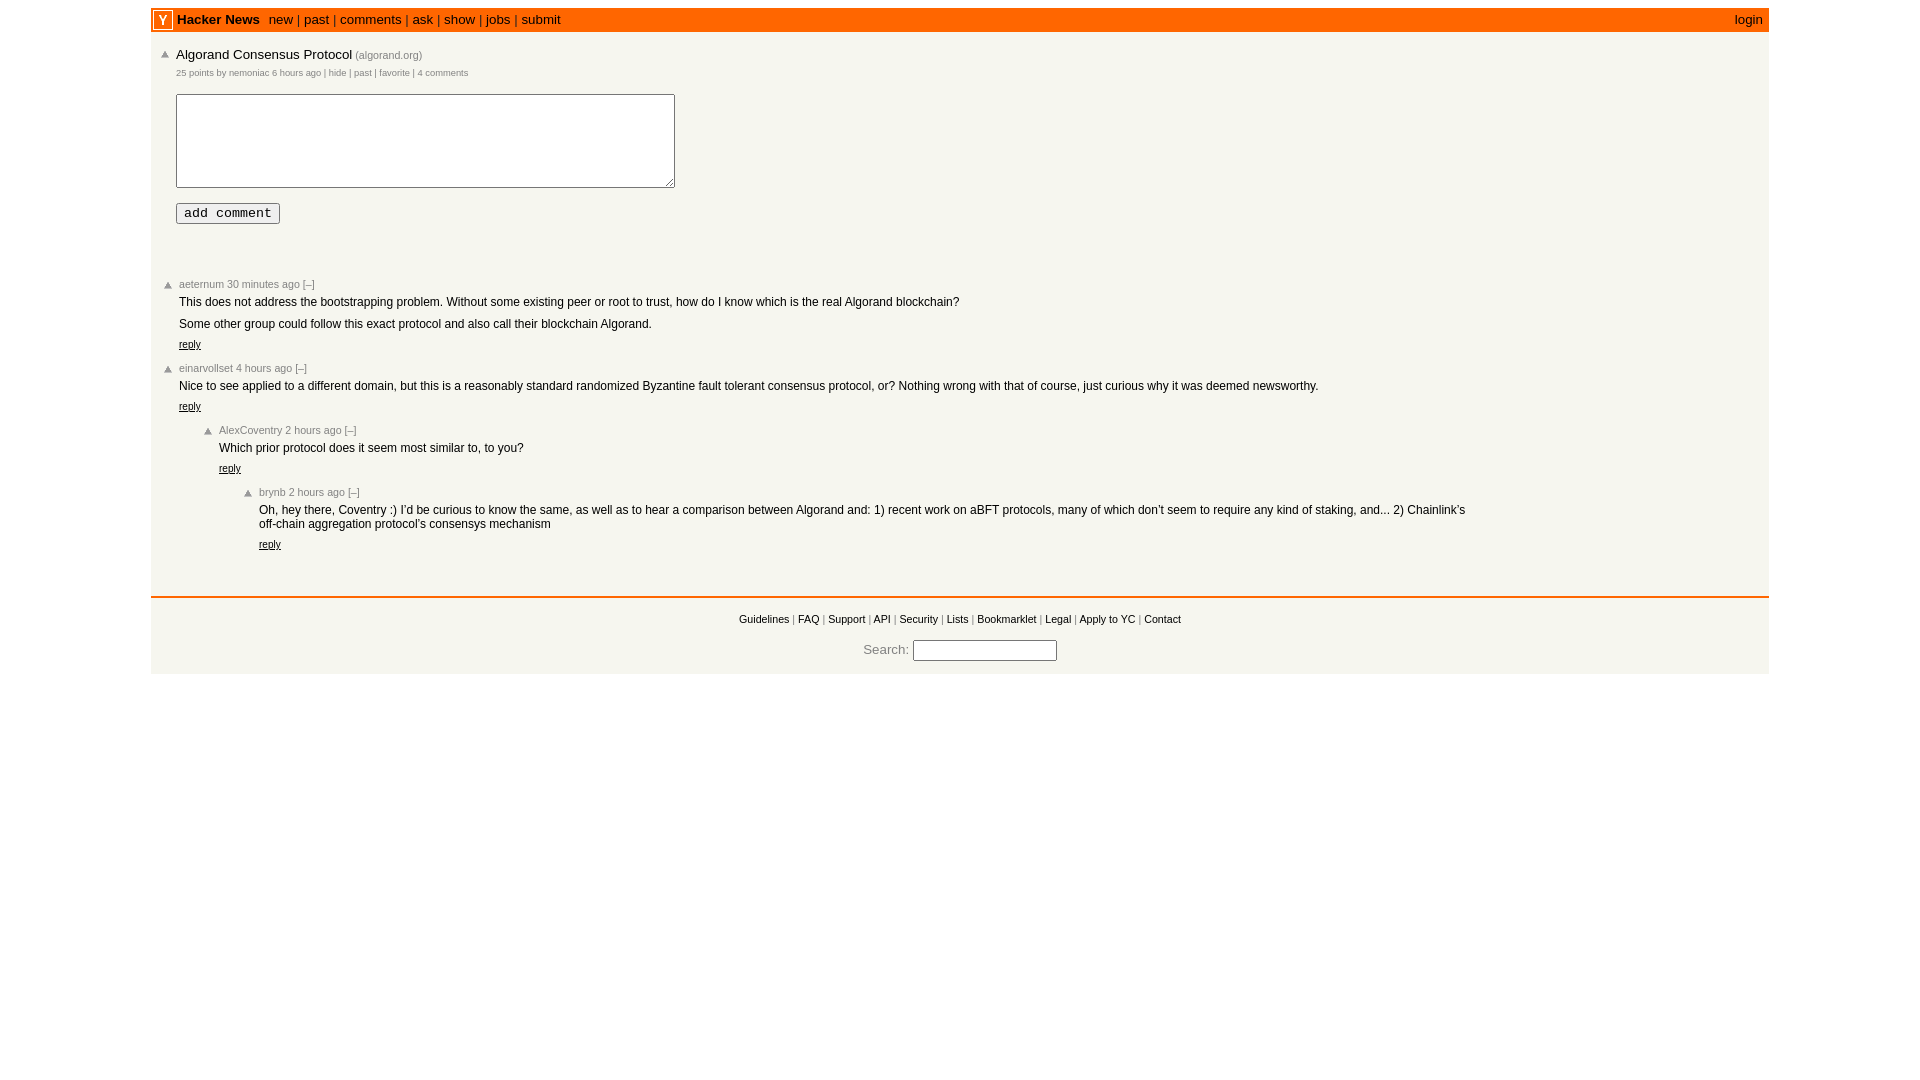 Y Hacker News new | past | comments | ask | show | jobs | submit login
Algorand Consensus Protocol (algorand.org)
25 points by nemoniac 6 hours ago | hide | past | favorite | 4 comments
add comment
aeternum 30 minutes ago [–]
This does not address the bootstrapping problem. Without some existing peer or root to trust, how do I know which is the real Algorand blockchain?
Some other group could follow this exact protocol and also call their blockchain Algorand.
reply
einarvollset 4 hours ago [–]
Nice to see applied to a different domain, but this is a reasonably standard randomized Byzantine fault tolerant consensus protocol, or? Nothing wrong with that of course, just curious why it was deemed newsworthy.
reply
AlexCoventry 2 hours ago [–]
Which prior protocol does it seem most similar to, to you?
reply
brynb 2 hours ago [–]
Oh, hey there, Coventry :) I’d be curious to know the same, as well as to hear a comparison between Algorand and: 1) recent work on aBFT protocols, many of which don’t seem to require any kind of staking, and... 2) Chainlink’s
off-chain aggregation protocol’s consensys mechanism
reply
Guidelines | FAQ | Support | API | Security | Lists | Bookmarklet | Legal | Apply to YC | Contact
Search: